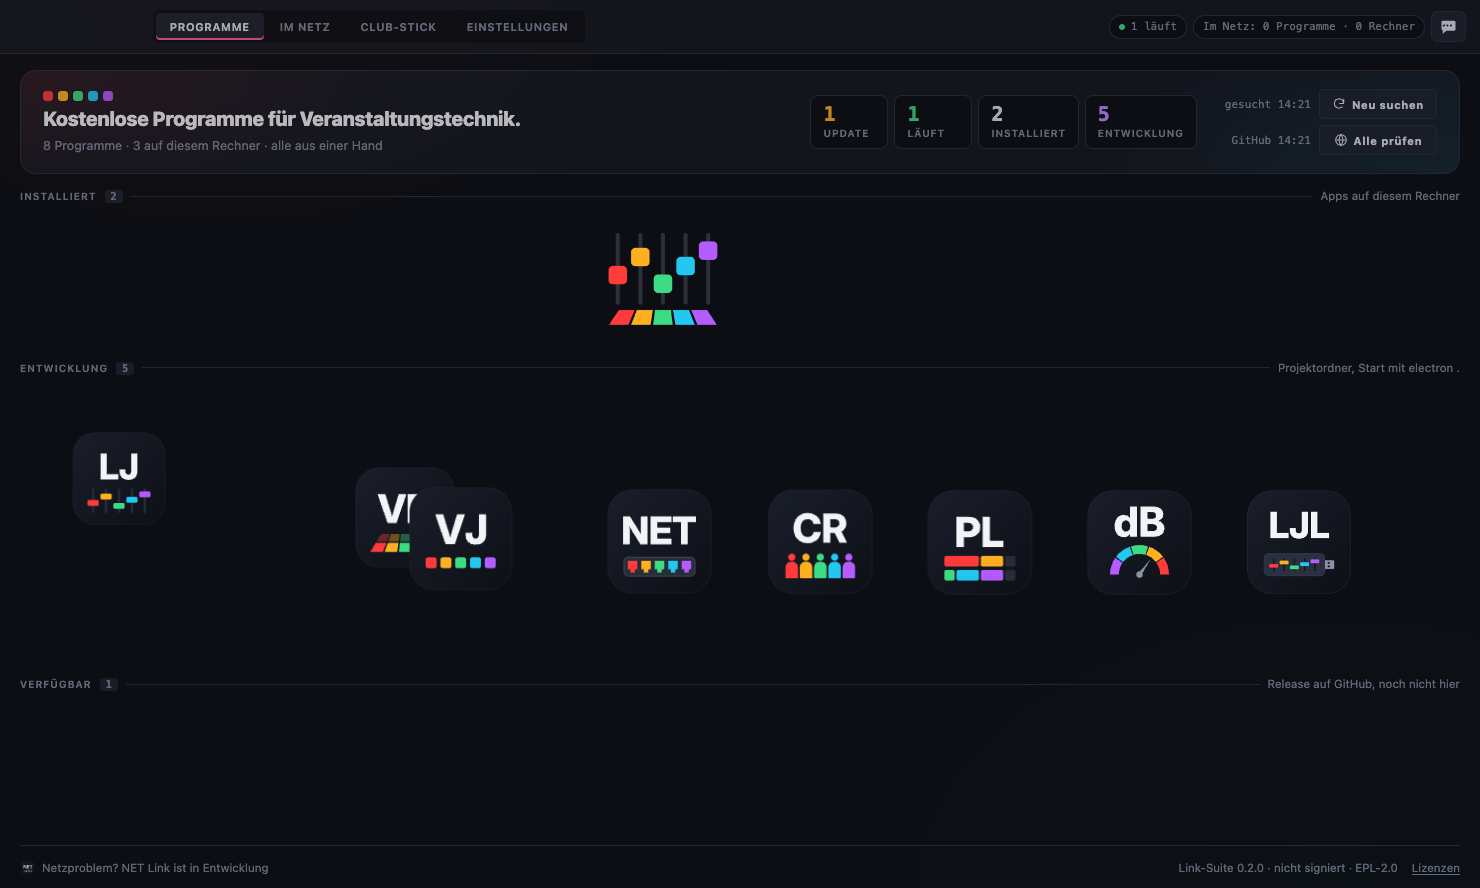 PROGRAMME IM NETZ CLUB-STICK EINSTELLUNGEN
1 läuft
Im Netz: 0 Programme · 0 Rechner
Kostenlose Programme für Veranstaltungstechnik.
8 Programme · 3 auf diesem Rechner · alle aus einer Hand
1
UPDATE
1
LÄUFT
2
INSTALLIERT
5
ENTWICKLUNG
gesucht 14:21 Neu suchen
GitHub 14:21 Alle prüfen
INSTALLIERT 2 Apps auf diesem Rechner
ENTWICKLUNG 5 Projektordner, Start mit electron .
LJ
VJ
NET
CR
PL
dB
LJL
VERFÜGBAR 1 Release auf GitHub, noch nicht hier
Netzproblem? NET Link ist in Entwicklung
Link-Suite 0.2.0 · nicht signiert · EPL-2.0 Lizenzen